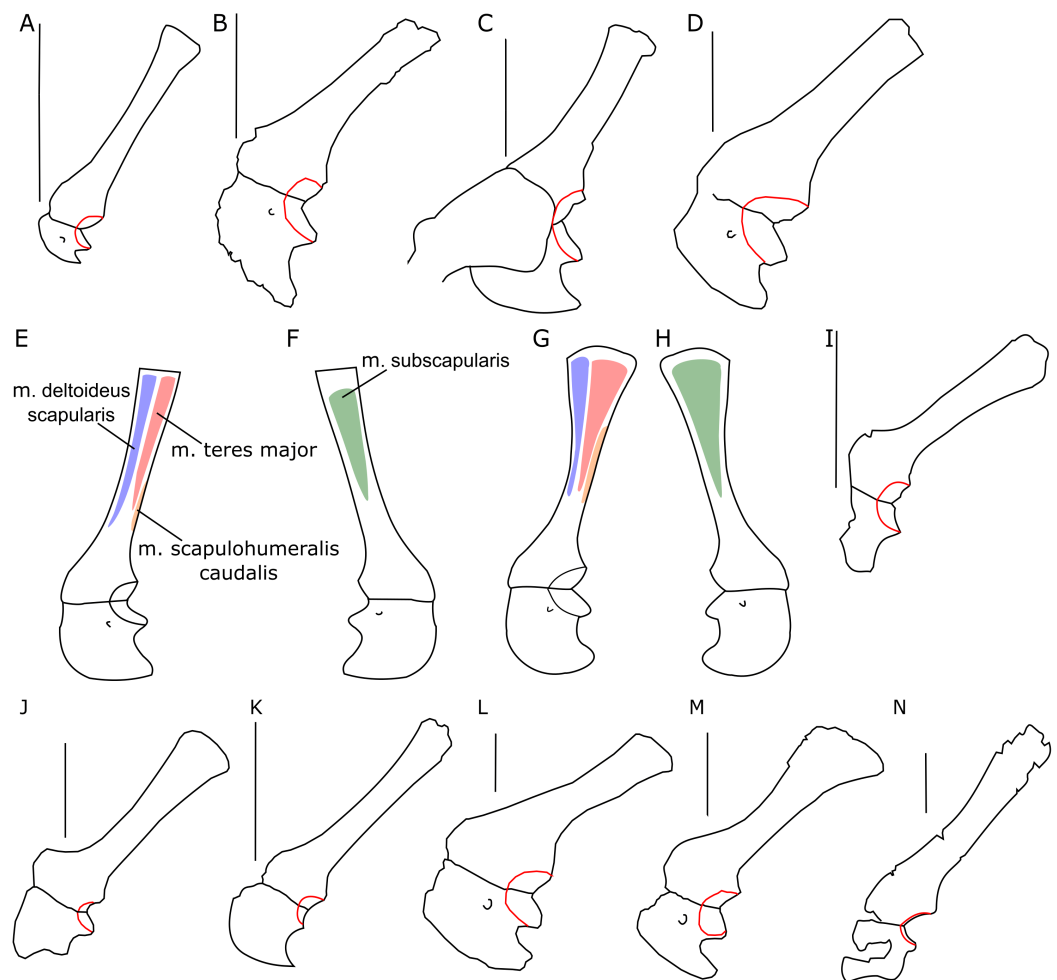 A
B
C
D
E
F
G
H
I
m. deltoideus
scapularis
m. subscapularis
m. teres major
m. scapulohumeralis
caudalis
J
K
L
M
N